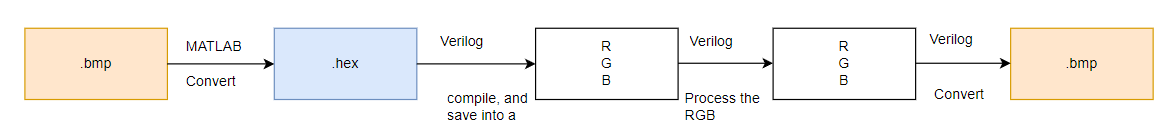 .bmp
MATLAB
Convert
.hex
Verilog
compile, and
save into a
R
G
B
Verilog
Process the
RGB
R
G
B
Verilog
Convert
.bmp